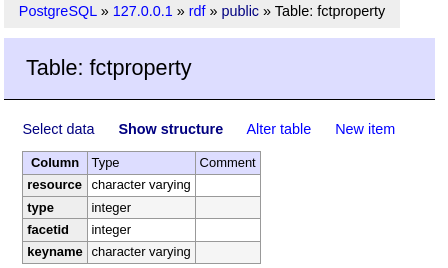 PostgreSQL » 127.0.0.1 » rdf » public » Table: fctproperty
Table: fctproperty
Select data Show structure Alter table New item
Column Type Comment
resource character varying
type integer
facetid integer
keyname character varying